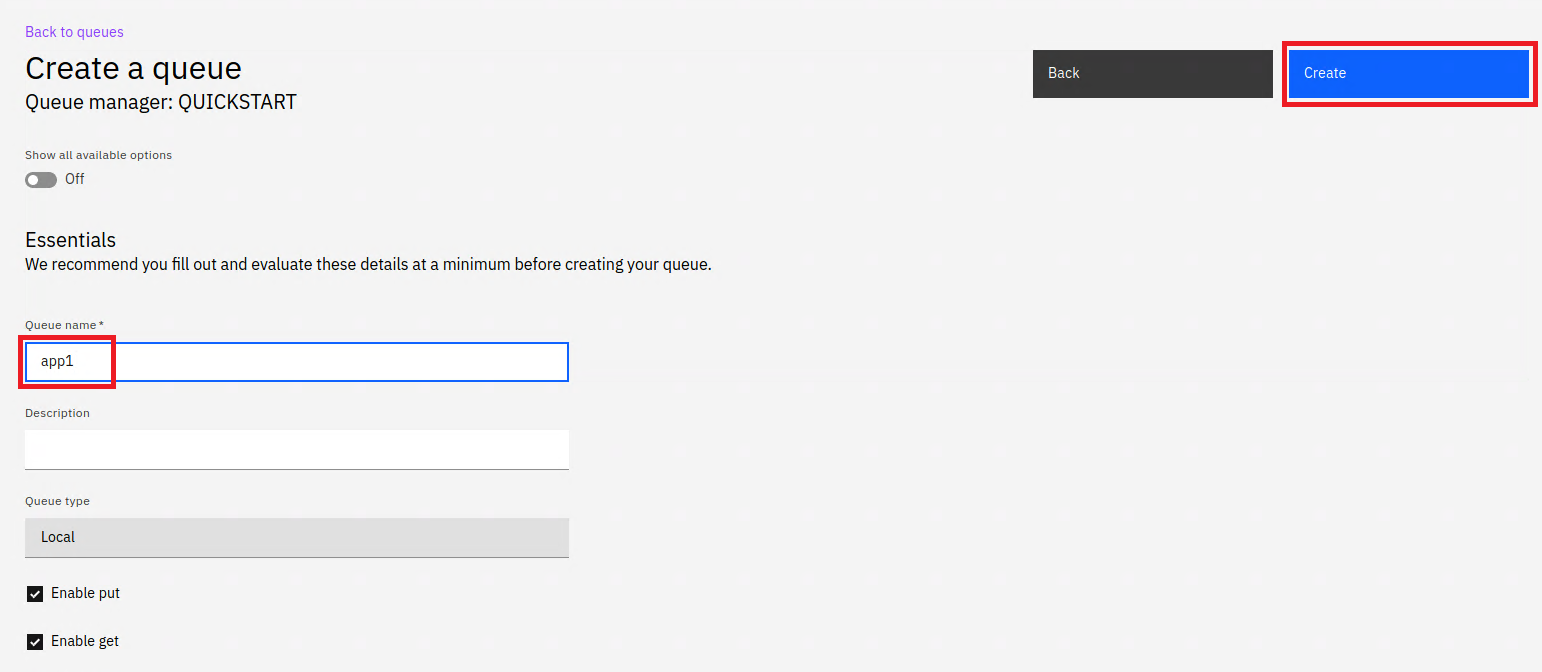 Back to queues
Create a queue
Queue manager: QUICKSTART
Back
Create
Show all available options
Off
Essentials
We recommend you fill out and evaluate these details at a minimum before creating your queue.
Queue name *
app1
Description
Queue type
Local
Enable put
Enable get